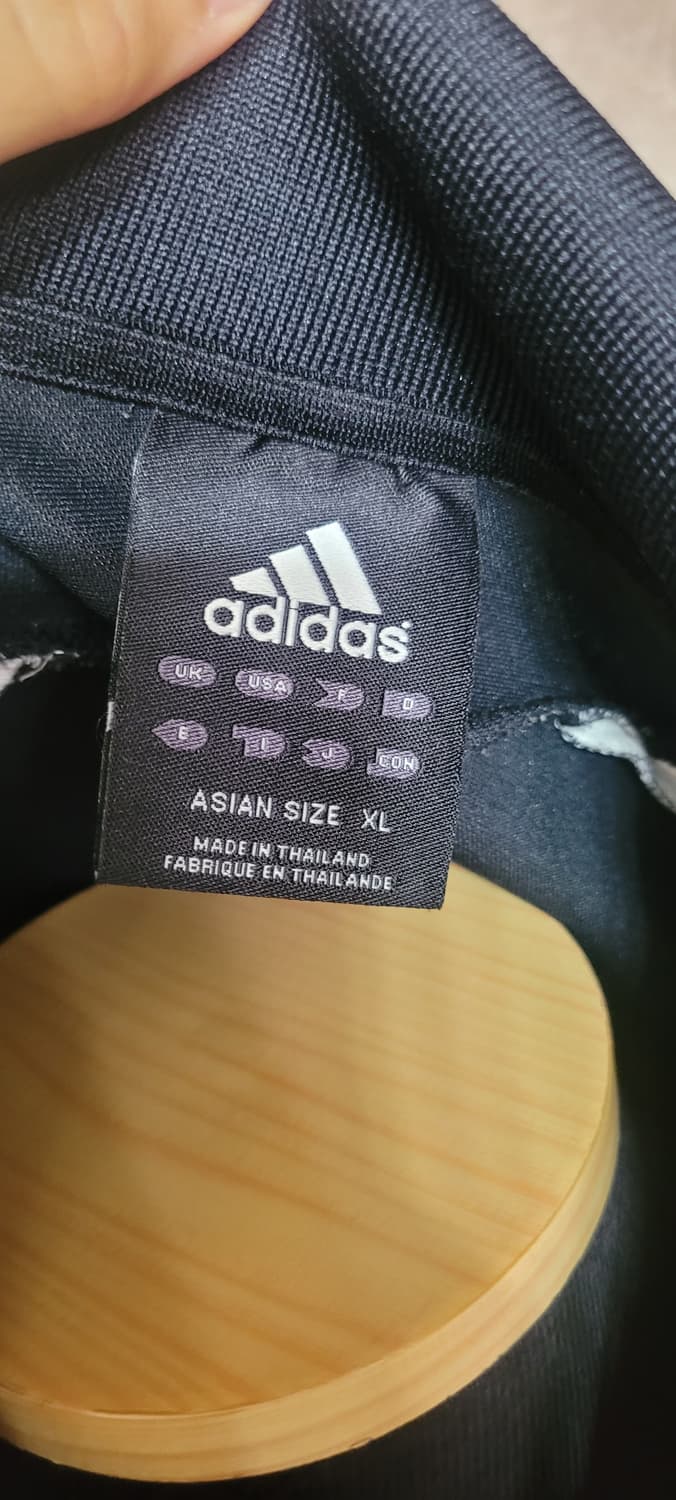 adidas
UK USA F D
E I J CON
ASIAN SIZE XL
MADE IN THAILAND
FABRIQUE EN THAILANDE